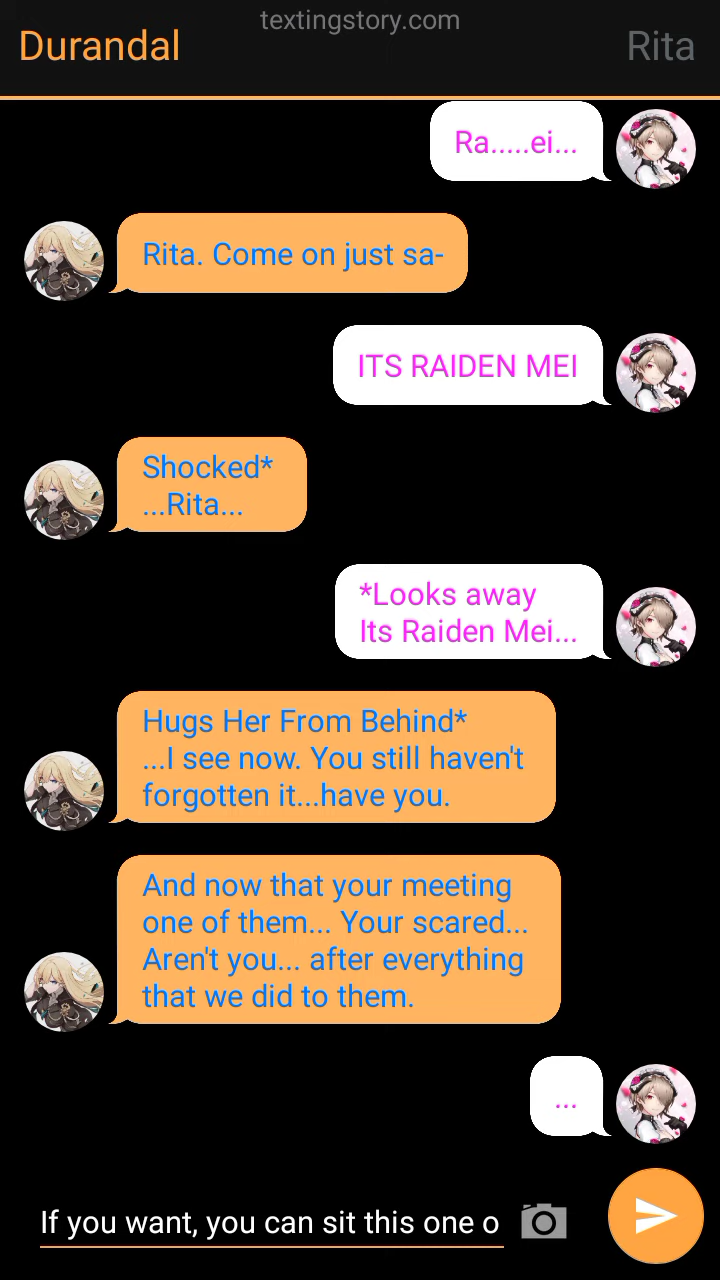 textingstory.com
Durandal
Rita
Ra.....ei...
Rita. Come on just sa-
ITS RAIDEN MEI
Shocked*
...Rita...
*Looks away
Its Raiden Mei...
Hugs Her From Behind*
...I see now. You still haven't
forgotten it...have you.
And now that your meeting
one of them... Your scared...
Aren't you... after everything
that we did to them.
...
If you want, you can sit this one o